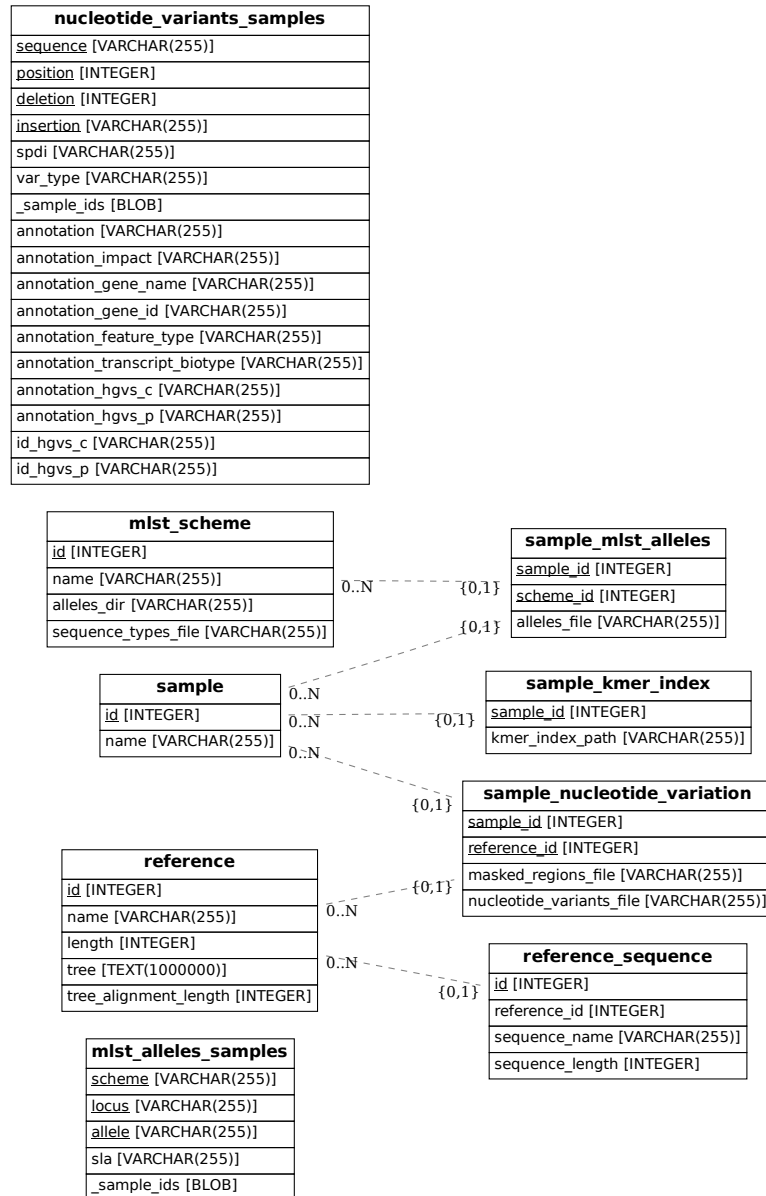 nucleotide_variants_samples
sequence [VARCHAR(255)]
position [INTEGER]
deletion [INTEGER]
insertion [VARCHAR(255)]
spdi [VARCHAR(255)]
var_type [VARCHAR(255)]
_sample_ids [BLOB]
annotation [VARCHAR(255)]
annotation_impact [VARCHAR(255)]
annotation_gene_name [VARCHAR(255)]
annotation_gene_id [VARCHAR(255)]
annotation_feature_type [VARCHAR(255)]
annotation_transcript_biotype [VARCHAR(255)]
annotation_hgvs_c [VARCHAR(255)]
annotation_hgvs_p [VARCHAR(255)]
id_hgvs_c [VARCHAR(255)]
id_hgvs_p [VARCHAR(255)]
mlst_scheme
id [INTEGER]
name [VARCHAR(255)]
alleles_dir [VARCHAR(255)]
sequence_types_file [VARCHAR(255)]
0..N
{0,1}
sample_mlst_alleles
sample_id [INTEGER]
scheme_id [INTEGER]
alleles_file [VARCHAR(255)]
{0,1}
sample
id [INTEGER]
name [VARCHAR(255)]
0..N
0..N
0..N
{0,1}
sample_kmer_index
sample_id [INTEGER]
kmer_index_path [VARCHAR(255)]
{0,1}
sample_nucleotide_variation
sample_id [INTEGER]
reference_id [INTEGER]
masked_regions_file [VARCHAR(255)]
nucleotide_variants_file [VARCHAR(255)]
reference
id [INTEGER]
name [VARCHAR(255)]
length [INTEGER]
tree [TEXT(1000000)]
tree_alignment_length [INTEGER]
0..N
{0,1}
0..N
{0,1}
reference_sequence
id [INTEGER]
reference_id [INTEGER]
sequence_name [VARCHAR(255)]
sequence_length [INTEGER]
mlst_alleles_samples
scheme [VARCHAR(255)]
locus [VARCHAR(255)]
allele [VARCHAR(255)]
sla [VARCHAR(255)]
_sample_ids [BLOB]